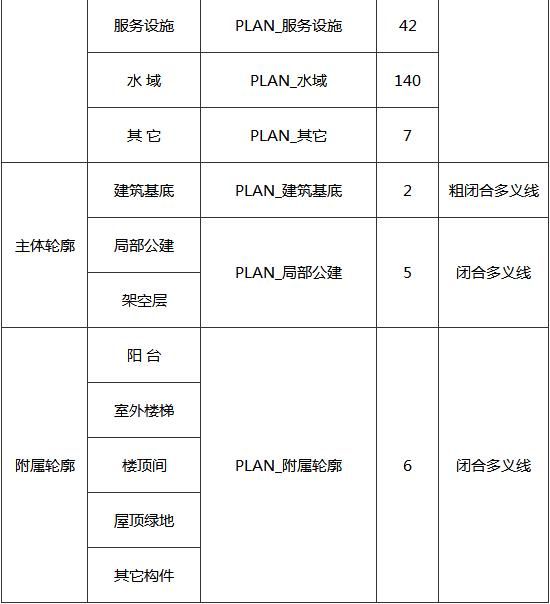 服务设施 PLAN_服务设施 42
水 域 PLAN_水域 140
其 它 PLAN_其它 7
主体轮廓 建筑基底 PLAN_建筑基底 2 粗闭合多义线
局部公建 PLAN_局部公建 5 闭合多义线
架空层
附属轮廓 阳 台 PLAN_附属轮廓 6 闭合多义线
室外楼梯
楼顶间
屋顶绿地
其它构件